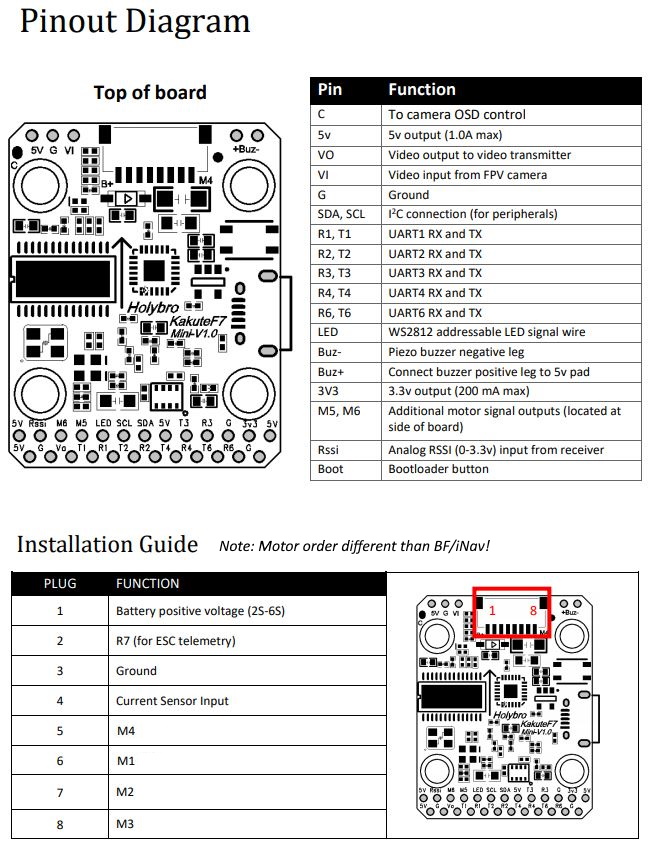 Pinout Diagram
Top of board
5V G VI
+Buz-
C
B+
M4
Holybro
KakuteF7
Mini-V1.0
5V Rssi M6 M5 LED SCL SDA 5V T3 R3 G 3v3 5V
5V G Vo T1 R1 T2 R2 T4 R4 T6 R6 G
Pin Function
C To camera OSD control
5v 5v output (1.0A max)
VO Video output to video transmitter
VI Video input from FPV camera
G Ground
SDA, SCL I²C connection (for peripherals)
R1, T1 UART1 RX and TX
R2, T2 UART2 RX and TX
R3, T3 UART3 RX and TX
R4, T4 UART4 RX and TX
R6, T6 UART6 RX and TX
LED WS2812 addressable LED signal wire
Buz- Piezo buzzer negative leg
Buz+ Connect buzzer positive leg to 5v pad
3V3 3.3v output (200 mA max)
M5, M6 Additional motor signal outputs (located at
side of board)
Rssi Analog RSSI (0-3.3v) input from receiver
Boot Bootloader button
Installation Guide Note: Motor order different than BF/iNav!
PLUG FUNCTION
1 Battery positive voltage (2S-6S)
2 R7 (for ESC telemetry)
3 Ground
4 Current Sensor Input
5 M4
6 M1
7 M2
8 M3
1 8
5V G VI
+Buz-
C
Holybro
KakuteF7
Mini-V1.0
5V Rssi M6 M5 LED SCL SDA 5V T3 R3 G 3v3 5V
5V G Vo T1 R1 T2 R2 T4 R4 T6 R6 G